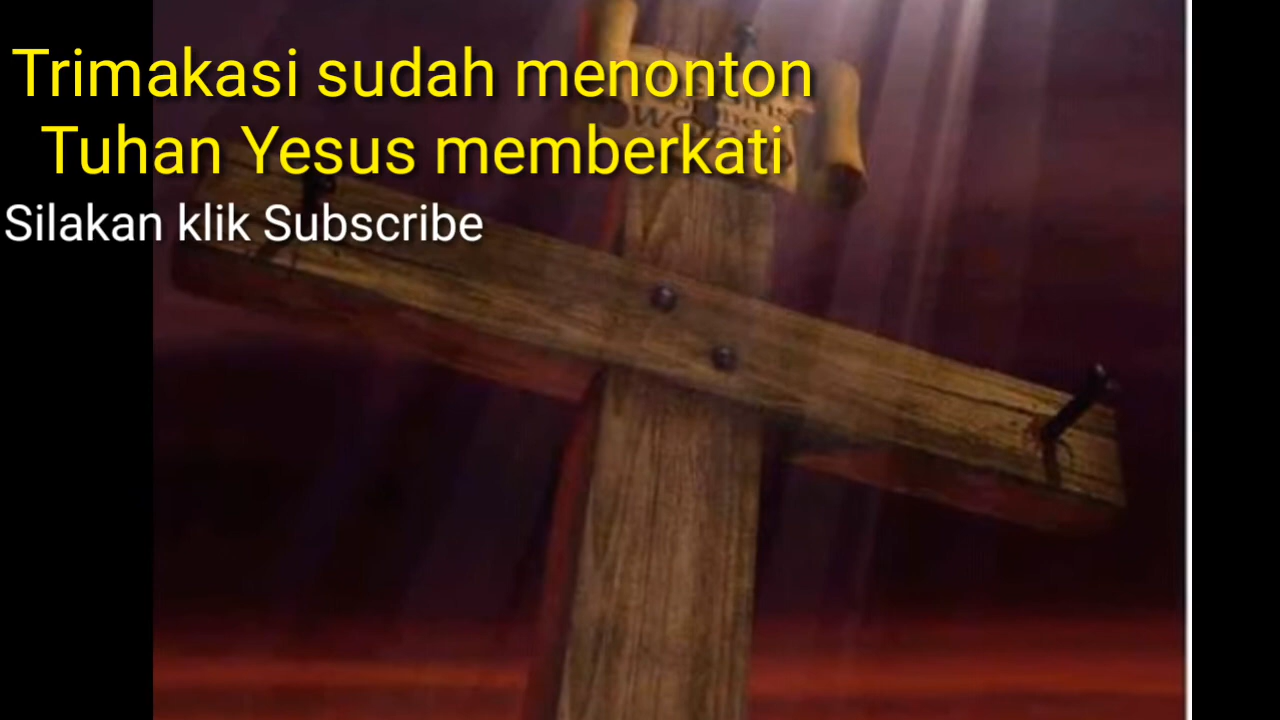 Trimakasi sudah menonton
Tuhan Yesus memberkati
Silakan klik Subscribe